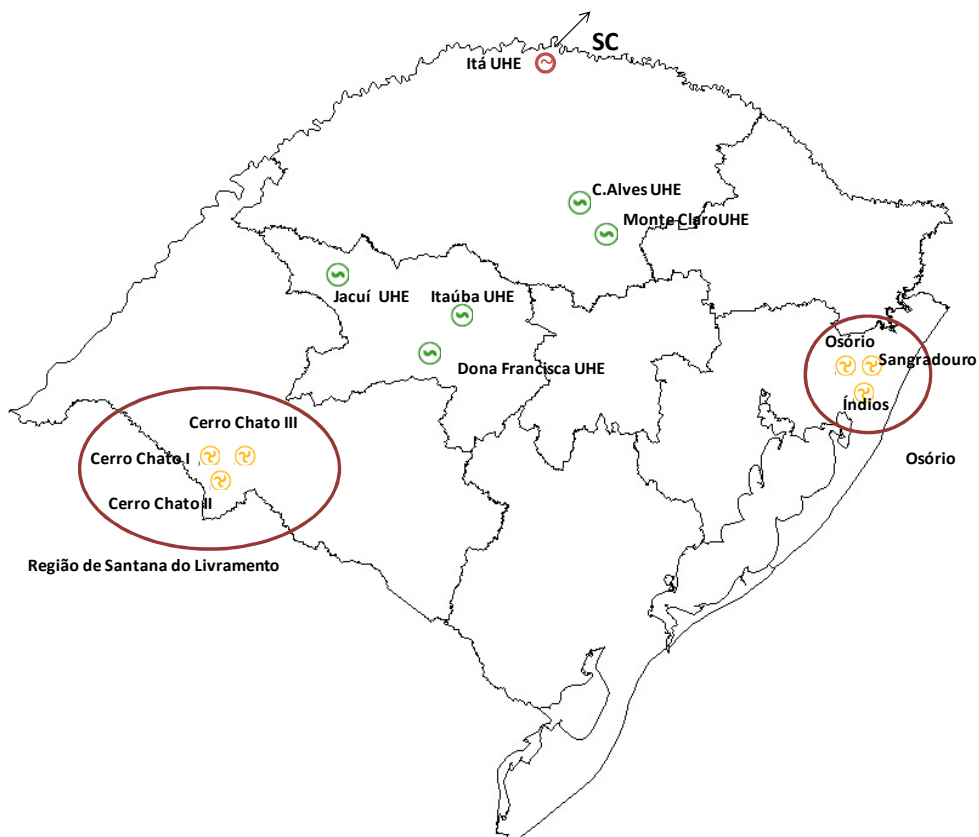 SC
Itá UHE
C.Alves UHE
Monte ClaroUHE
Jacuí UHE
Itaúba UHE
Dona Francisca UHE
Osório
Sangradouro
Índios
Cerro Chato III
Cerro Chato I
Osório
Cerro Chato II
Região de Santana do Livramento